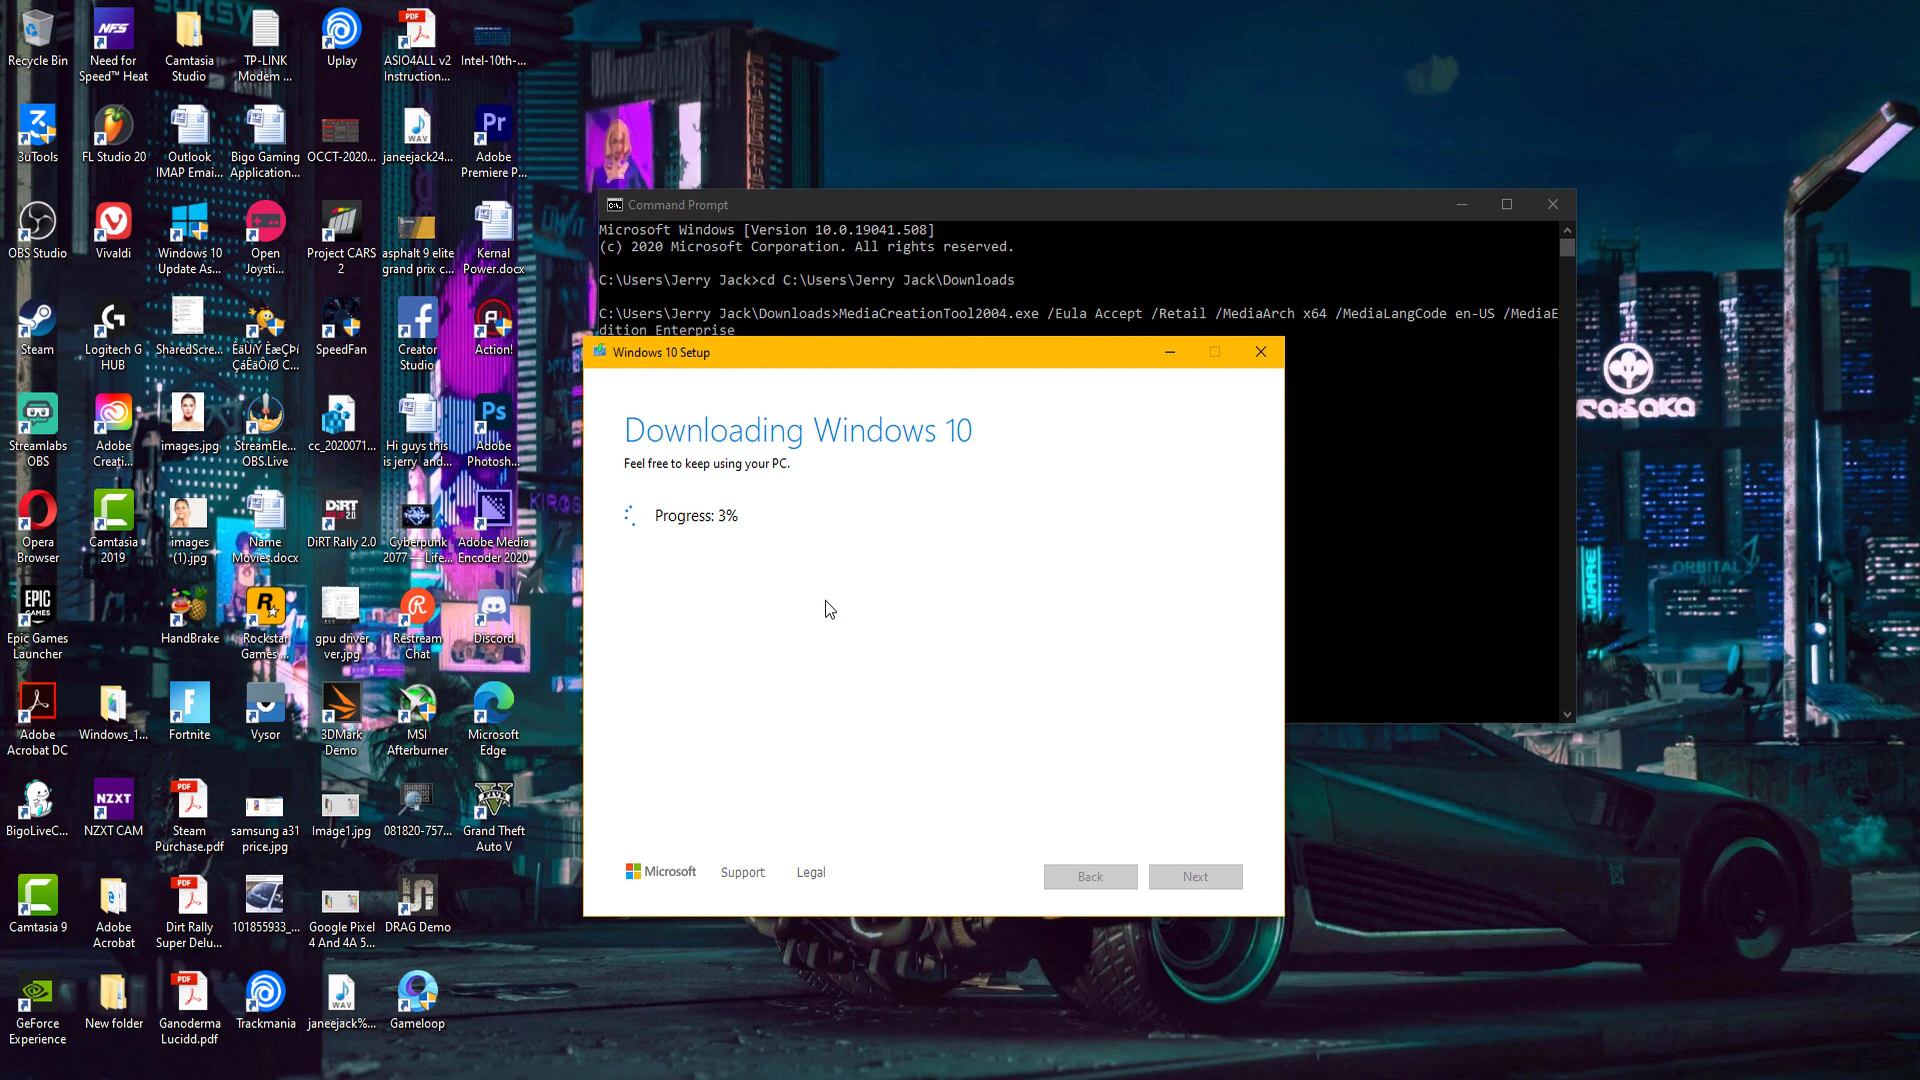 Recycle Bin
Need for
Speed™ Heat
Camtasia
Studio
TP-LINK
Modem ...
Uplay
ASIO4ALL v2
Instruction...
Intel-10th-...
3uTools
FL Studio 20
Outlook
IMAP Emai...
Bigo Gaming
Application...
OCCT-2020...
janeejack24...
Adobe
Premiere P...
OBS Studio
Vivaldi
Windows 10
Update As...
Open
Joysti...
Project CARS
2
asphalt 9 elite
grand prix c...
Kernal
Power.docx
Steam
Logitech G
HUB
SharedScre...
ÊäÙíÝ ÈæÇÞí
ÇáÊäÔíØ C...
SpeedFan
Creator
Studio
Action!
Streamlabs
OBS
Adobe
Creati...
images.jpg
StreamEle...
OBS.Live
cc_2020071...
Hi guys this
is jerry and...
Adobe
Photosh...
Opera
Browser
Camtasia
2019
images
(1).jpg
Name
Movies.docx
DiRT Rally 2.0
Cyberpunk
2077 — Life...
Adobe Media
Encoder 2020
Epic Games
Launcher
HandBrake
Rockstar
Games ...
gpu driver
ver.jpg
Restream
Chat
Discord
Adobe
Acrobat DC
Windows_1...
Fortnite
Vysor
3DMark
Demo
MSI
Afterburner
Microsoft
Edge
BigoLiveC...
NZXT CAM
Steam
Purchase.pdf
samsung a31
price.jpg
Image1.jpg
081820-757...
Grand Theft
Auto V
Camtasia 9
Adobe
Acrobat
Dirt Rally
Super Delu...
101855933_...
Google Pixel
4 And 4A 5...
DRAG Demo
GeForce
Experience
New folder
Ganoderma
Lucidd.pdf
Trackmania
janeejack%...
Gameloop
Command Prompt
Microsoft Windows [Version 10.0.19041.508]
(c) 2020 Microsoft Corporation. All rights reserved.
C:\Users\Jerry Jack>cd C:\Users\Jerry Jack\Downloads
C:\Users\Jerry Jack\Downloads>MediaCreationTool2004.exe /Eula Accept /Retail /MediaArch x64 /MediaLangCode en-US /MediaE
dition Enterprise
Windows 10 Setup
Downloading Windows 10
Feel free to keep using your PC.
Progress: 3%
Microsoft
Support
Legal
Back
Next
ORBITAL
AIR